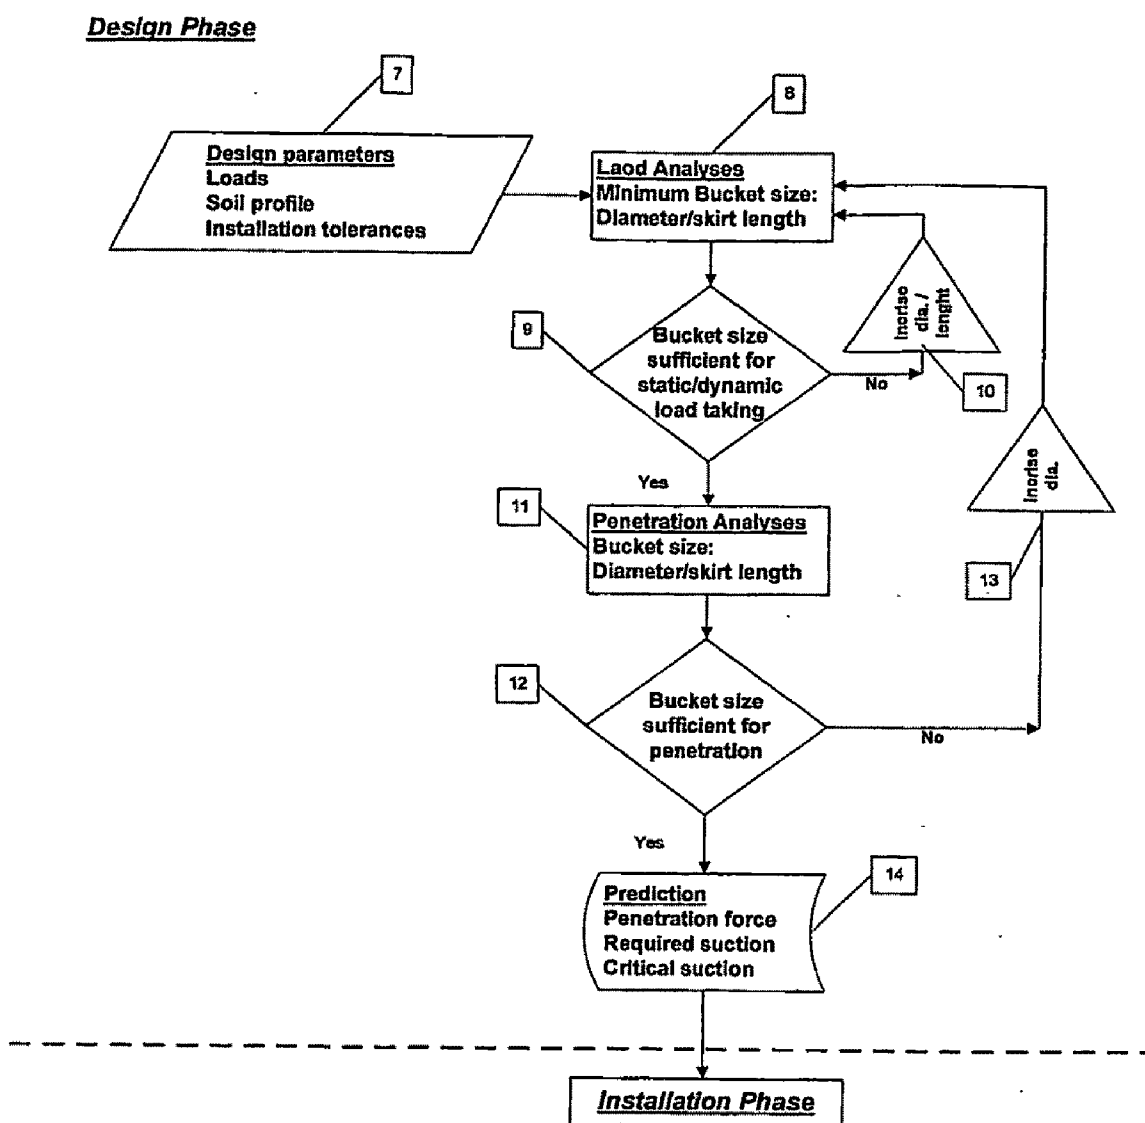 Design Phase
7
8
Design parameters
Loads
Soil profile
Installation tolerances
Laod Analyses
Minimum Bucket size:
Diameter/skirt length
9
Bucket size
sufficient for
static/dynamic
load taking
No
Incrise
dia. /
lenght
10
Yes
11
Penetration Analyses
Bucket size:
Diameter/skirt length
Incrise
dia.
13
12
Bucket size
sufficient for
penetration
No
Yes
14
Prediction
Penetration force
Required suction
Critical suction
Installation Phase